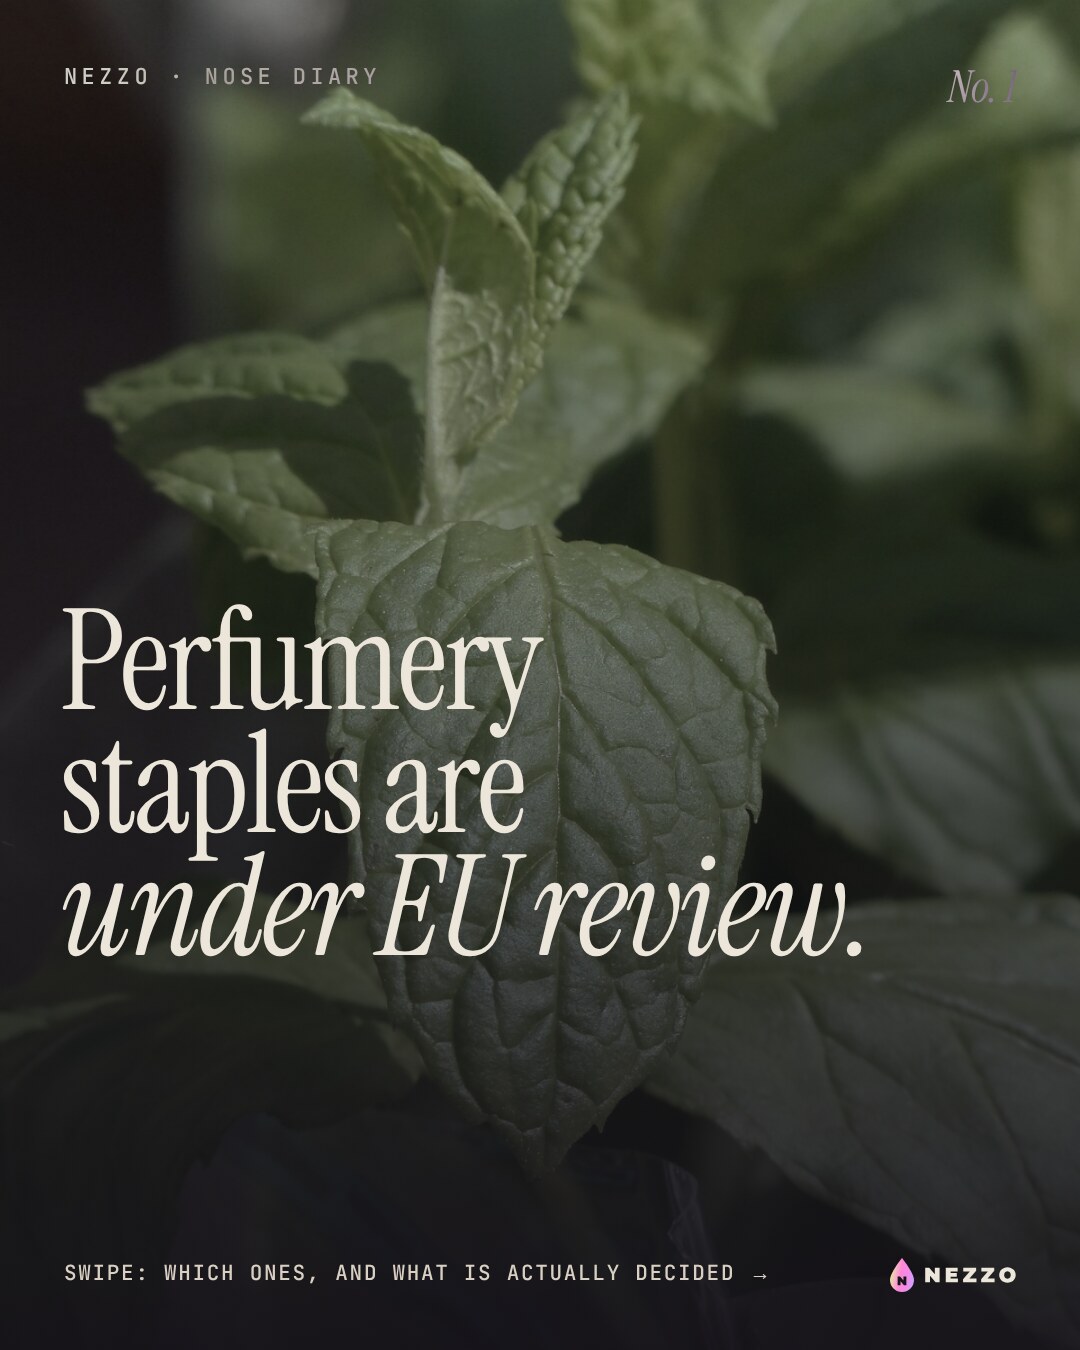 NEZZO · NOSE DIARY
No. 1
Perfumery
staples are
under EU review.
SWIPE: WHICH ONES, AND WHAT IS ACTUALLY DECIDED →
N NEZZO